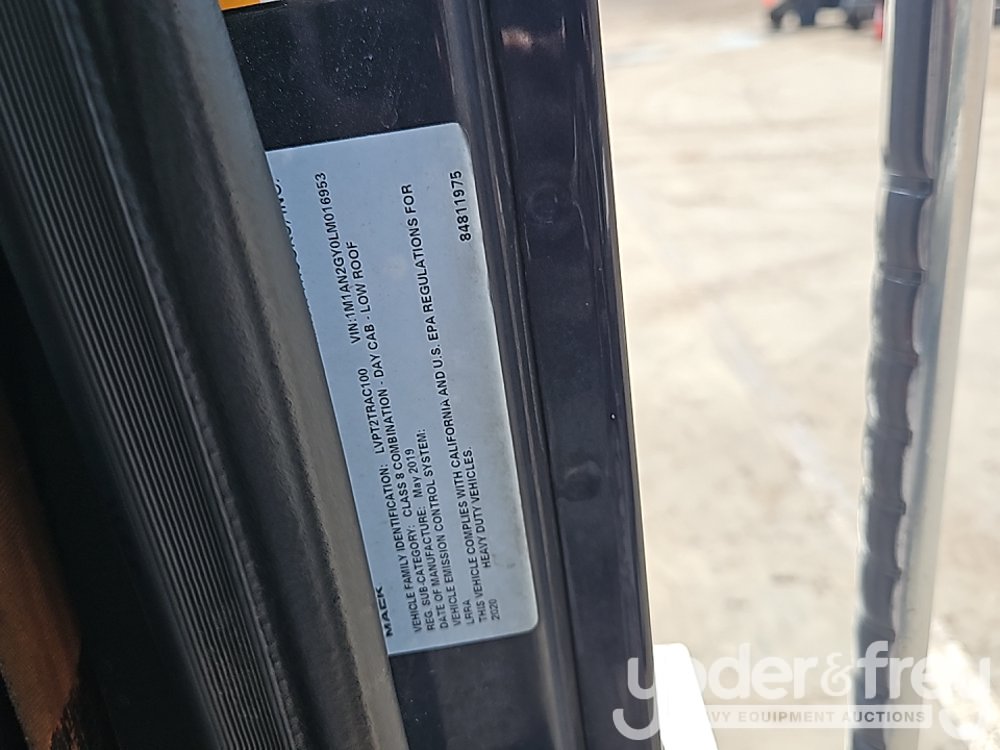 MACK
VEHICLE FAMILY IDENTIFICATION: LVPT2TRAC100 VIN:1M1AN2GY0LM016953
REG. SUB-CATEGORY: CLASS 8 COMBINATION - DAY CAB - LOW ROOF
DATE OF MANUFACTURE: May 2019
VEHICLE EMISSION CONTROL SYSTEM:
LRRA
THIS VEHICLE COMPLIES WITH CALIFORNIA AND U.S. EPA REGULATIONS FOR
2020 HEAVY DUTY VEHICLES.
84811975
yoder&frey
HEAVY EQUIPMENT AUCTIONS